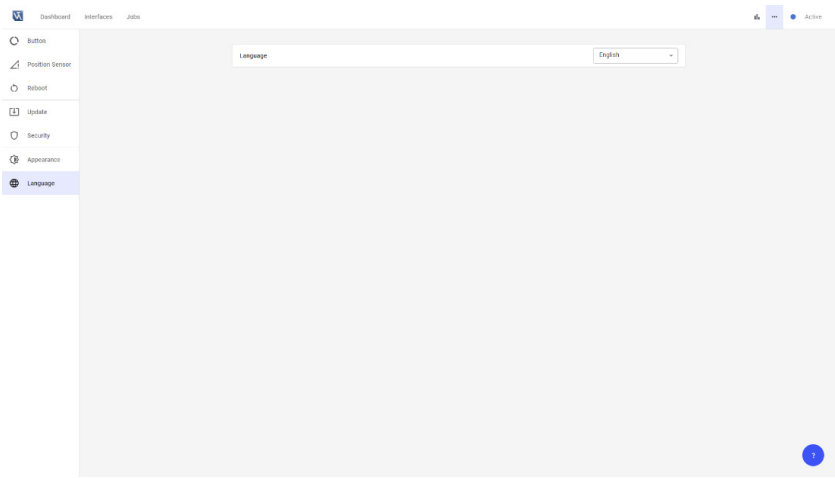 Dashboard Interfaces Jobs
Active
Button
Position Sensor
Reboot
Update
Security
Appearance
Language
Language
English
?